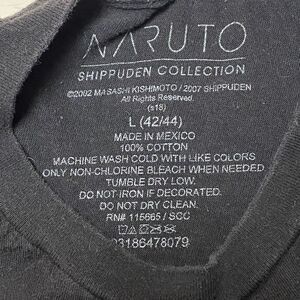 NARUTO
SHIPPUDEN COLLECTION
©2002 MASASHI KISHIMOTO / 2007 SHIPPUDEN
All Rights Reserved.
(s18)
L (42/44)
MADE IN MEXICO
100% COTTON
MACHINE WASH COLD WITH LIKE COLORS
ONLY NON-CHLORINE BLEACH WHEN NEEDED
TUMBLE DRY LOW.
DO NOT IRON IF DECORATED.
DO NOT DRY CLEAN.
RN# 115665 / SCC
03186478079